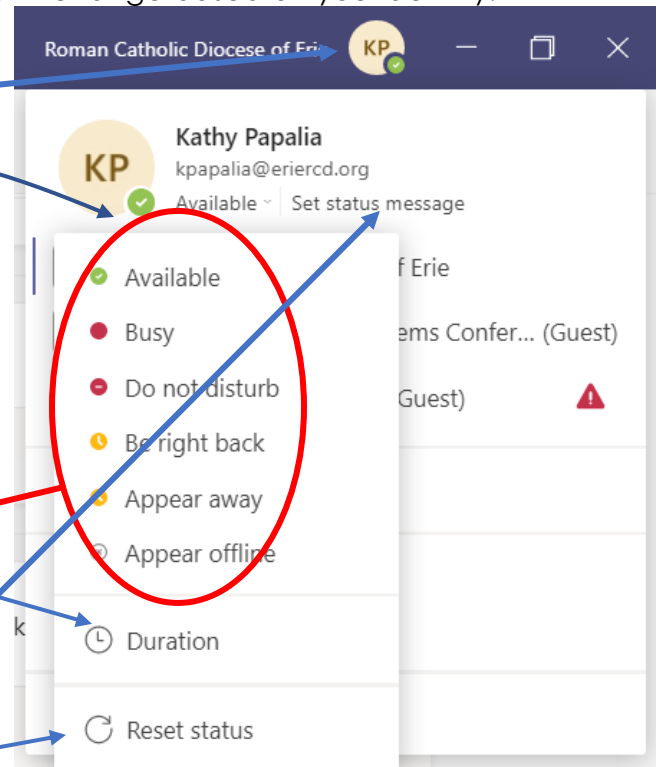 Roman Catholic Diocese of Erie KP
Kathy Papalia
KP
kpapalia@eriercd.org
Available Set status message
Available
f Erie
Busy
ems Confer... (Guest)
Do not disturb
Guest)
Be right back
Appear away
Appear offline
k
Duration
Reset status